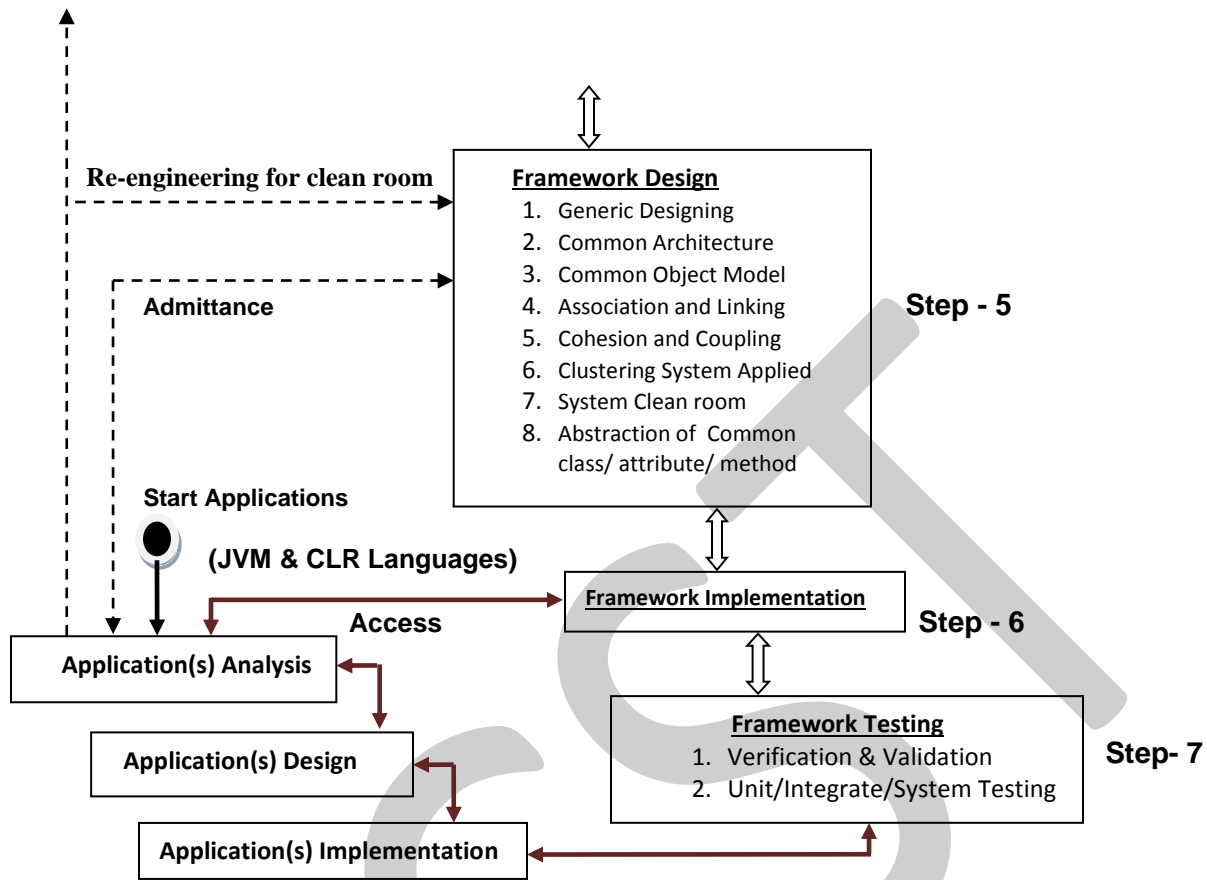 Re-engineering for clean room
Framework Design
1. Generic Designing
2. Common Architecture
3. Common Object Model
4. Association and Linking
5. Cohesion and Coupling
6. Clustering System Applied
7. System Clean room
8. Abstraction of Common
class/ attribute/ method
Step - 5
Admittance
Start Applications
(JVM & CLR Languages)
Access
Framework Implementation
Step - 6
Application(s) Analysis
Framework Testing
1. Verification & Validation
2. Unit/Integrate/System Testing
Step- 7
Application(s) Design
Application(s) Implementation
CST